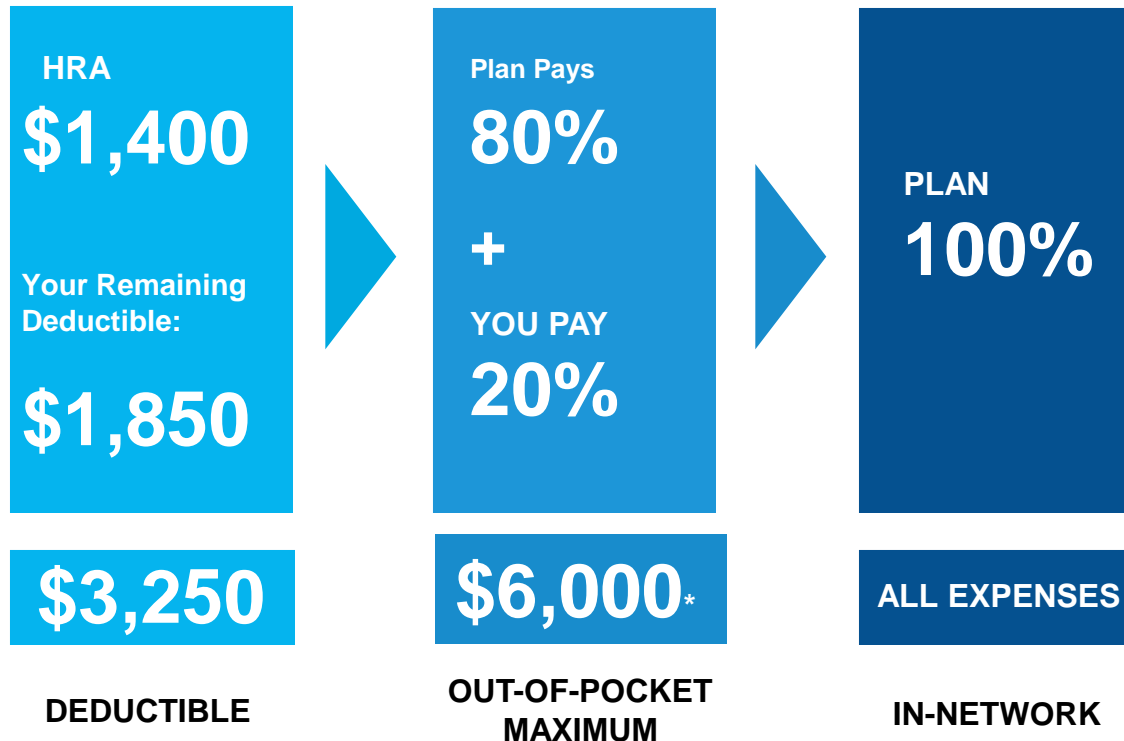 HRA
$1,400
Your Remaining
Deductible:
$1,850
$3,250
DEDUCTIBLE
Plan Pays
80%
+
YOU PAY
20%
$6,000*
OUT-OF-POCKET
MAXIMUM
PLAN
100%
ALL EXPENSES
IN-NETWORK